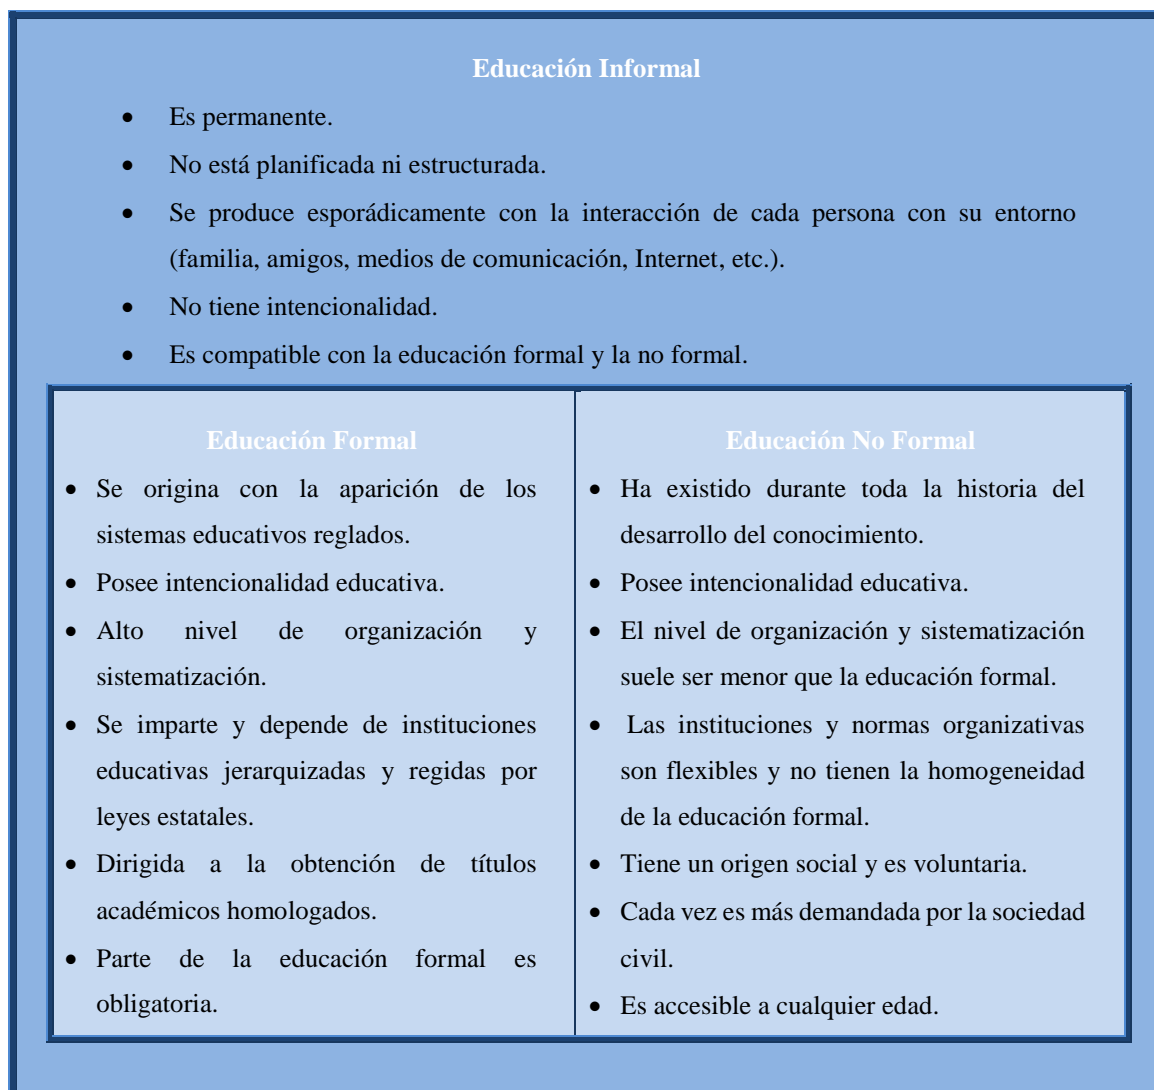 Educación Informal
• Es permanente.
• No está planificada ni estructurada.
• Se produce esporádicamente con la interacción de cada persona con su entorno
(familia, amigos, medios de comunicación, Internet, etc.).
• No tiene intencionalidad.
• Es compatible con la educación formal y la no formal.
Educación Formal
• Se origina con la aparición de los
sistemas educativos reglados.
• Posee intencionalidad educativa.
• Alto nivel de organización y
sistematización.
• Se imparte y depende de instituciones
educativas jerarquizadas y regidas por
leyes estatales.
• Dirigida a la obtención de títulos
académicos homologados.
• Parte de la educación formal es
obligatoria.
Educación No Formal
• Ha existido durante toda la historia del
desarrollo del conocimiento.
• Posee intencionalidad educativa.
• El nivel de organización y sistematización
suele ser menor que la educación formal.
• Las instituciones y normas organizativas
son flexibles y no tienen la homogeneidad
de la educación formal.
• Tiene un origen social y es voluntaria.
• Cada vez es más demandada por la sociedad
civil.
• Es accesible a cualquier edad.